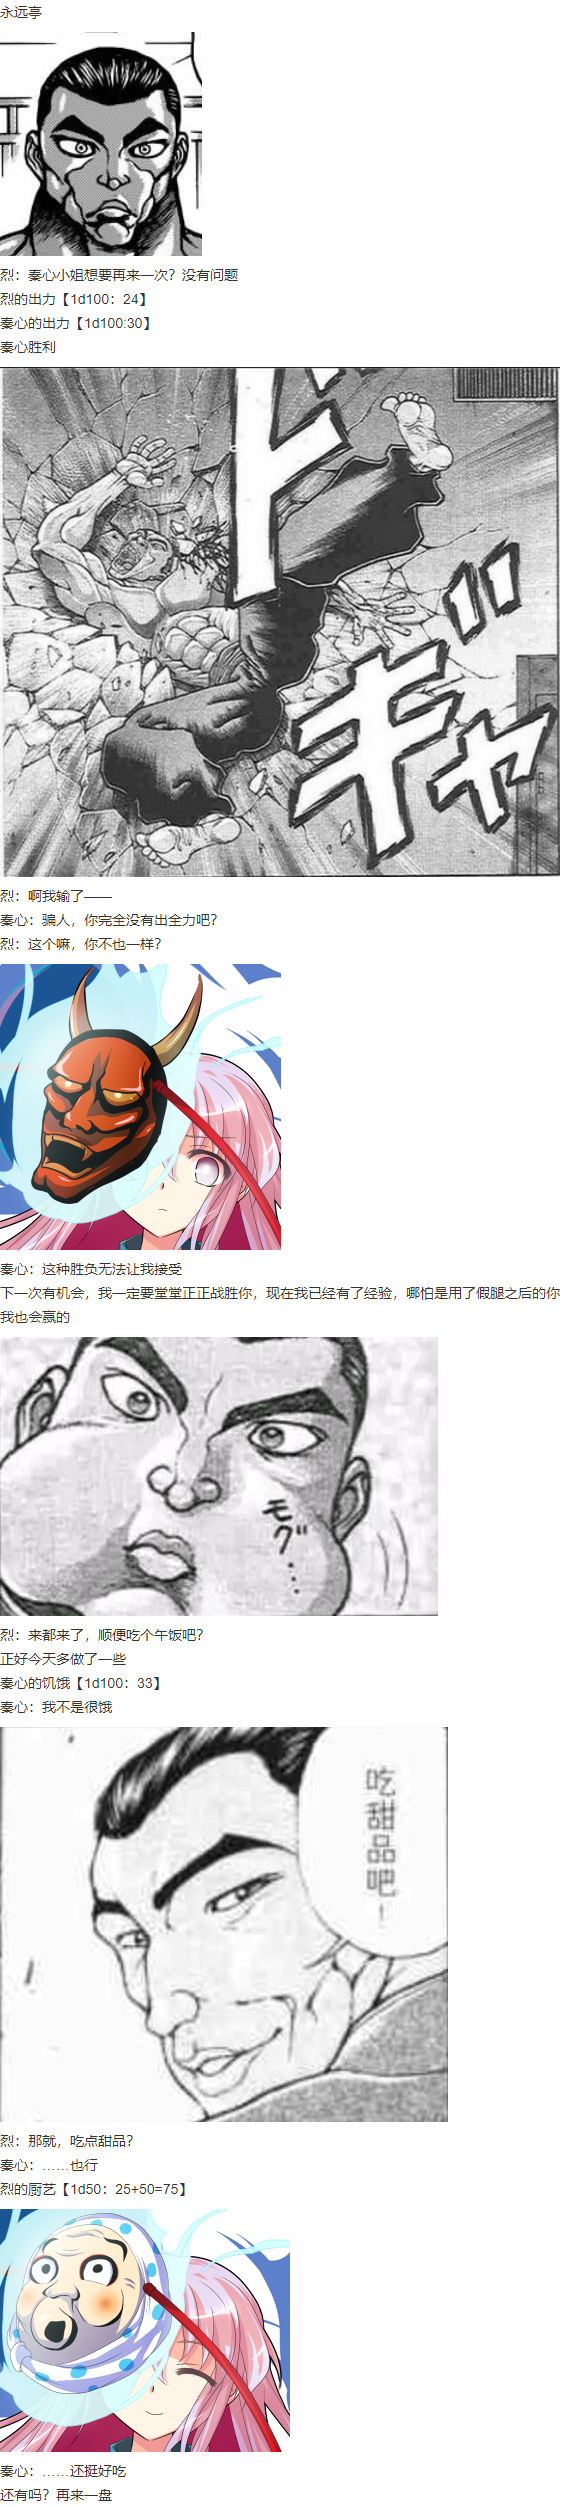 永远亭
烈：秦心小姐想要再来一次？没有问题
烈的出力【1d100：24】
秦心的出力【1d100:30】
秦心胜利
ドギャッ
烈：啊我输了——
秦心：骗人，你完全没有出全力吧？
烈：这个嘛，你不也一样？
秦心：这种胜负无法让我接受
下一次有机会，我一定要堂堂正正战胜你，现在我已经有了经验，哪怕是用了假腿之后的你
我也会赢的
モグ…
烈：来都来了，顺便吃个午饭吧？
正好今天多做了一些
秦心的饥饿【1d100：33】
秦心：我不是很饿
吃甜品吧！
烈：那就，吃点甜品？
秦心：……也行
烈的厨艺【1d50：25+50=75】
秦心：……还挺好吃
还有吗？再来一盘